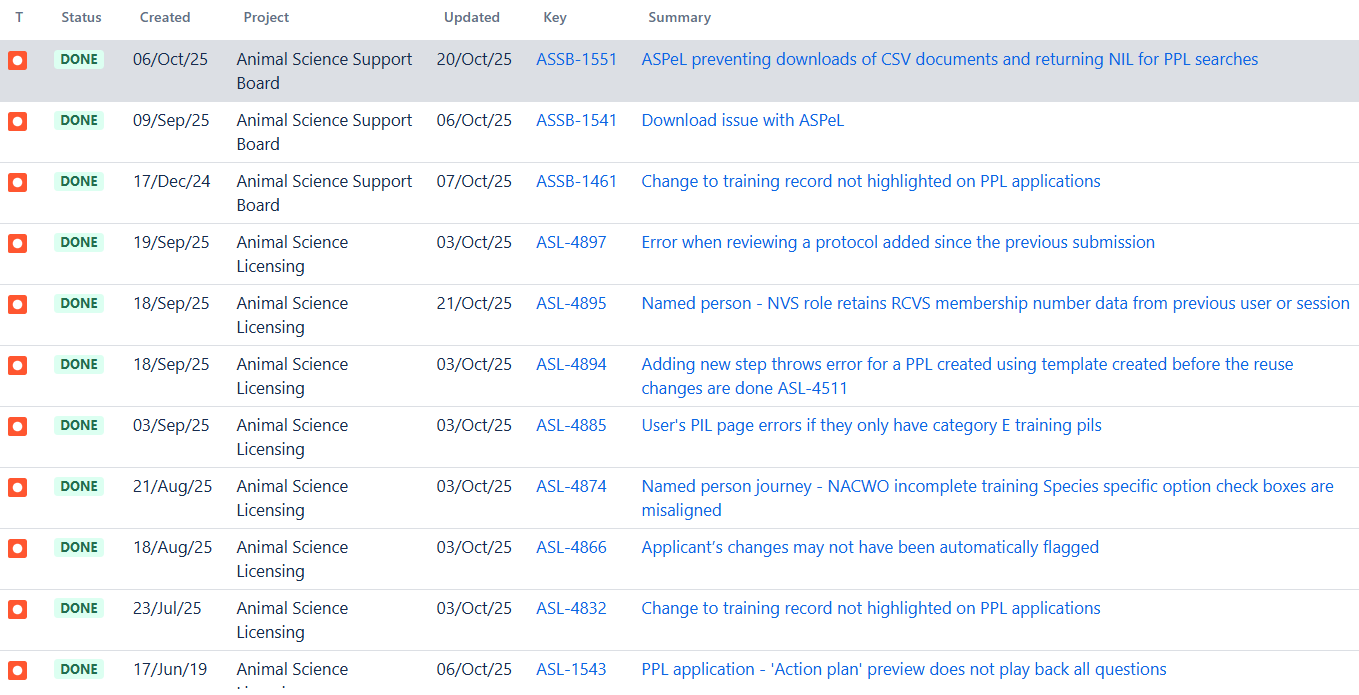 T Status Created Project Updated Key Summary
DONE 06/Oct/25 Animal Science Support 20/Oct/25 ASSB-1551 ASPeL preventing downloads of CSV documents and returning NIL for PPL searches
Board
DONE 09/Sep/25 Animal Science Support 06/Oct/25 ASSB-1541 Download issue with ASPeL
Board
DONE 17/Dec/24 Animal Science Support 07/Oct/25 ASSB-1461 Change to training record not highlighted on PPL applications
Board
DONE 19/Sep/25 Animal Science 03/Oct/25 ASL-4897 Error when reviewing a protocol added since the previous submission
Licensing
DONE 18/Sep/25 Animal Science 21/Oct/25 ASL-4895 Named person - NVS role retains RCVS membership number data from previous user or session
Licensing
DONE 18/Sep/25 Animal Science 03/Oct/25 ASL-4894 Adding new step throws error for a PPL created using template created before the reuse
Licensing changes are done ASL-4511
DONE 03/Sep/25 Animal Science 03/Oct/25 ASL-4885 User's PIL page errors if they only have category E training pils
Licensing
DONE 21/Aug/25 Animal Science 03/Oct/25 ASL-4874 Named person journey - NACWO incomplete training Species specific option check boxes are
Licensing misaligned
DONE 18/Aug/25 Animal Science 03/Oct/25 ASL-4866 Applicant's changes may not have been automatically flagged
Licensing
DONE 23/Jul/25 Animal Science 03/Oct/25 ASL-4832 Change to training record not highlighted on PPL applications
Licensing
DONE 17/Jun/19 Animal Science 06/Oct/25 ASL-1543 PPL application - 'Action plan' preview does not play back all questions